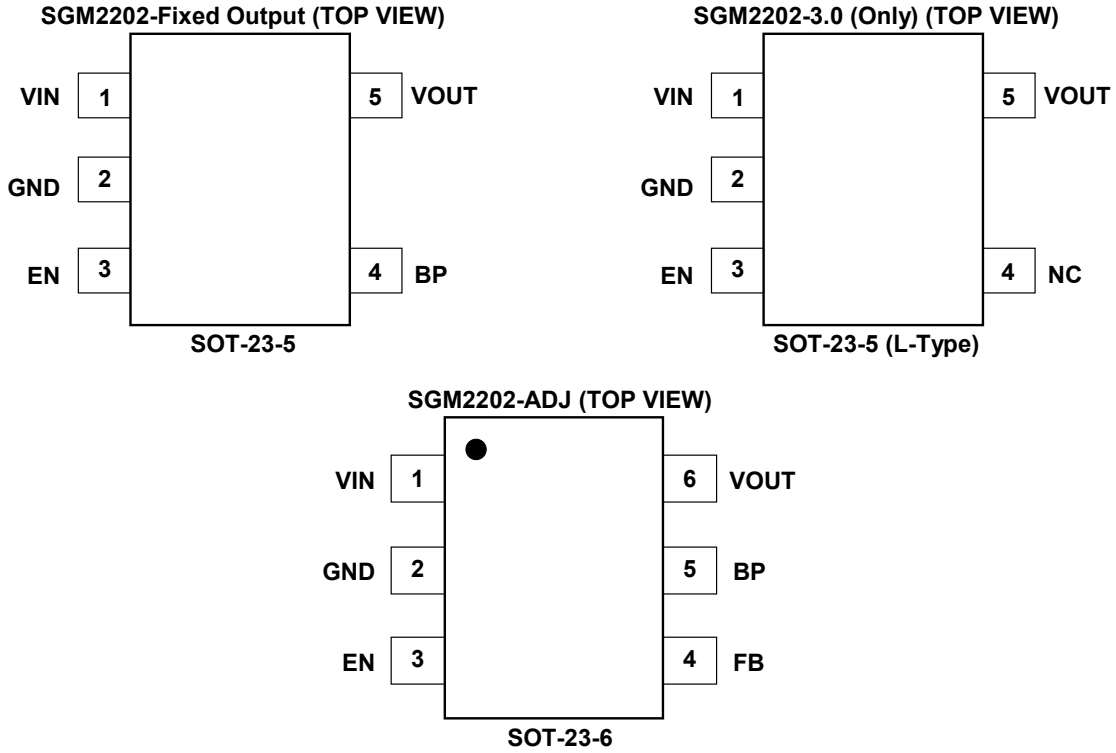 SGM2202-Fixed Output (TOP VIEW)
VIN 1 5 VOUT
GND 2
EN 3 4 BP
SOT-23-5
SGM2202-3.0 (Only) (TOP VIEW)
VIN 1 5 VOUT
GND 2
EN 3 4 NC
SOT-23-5 (L-Type)
SGM2202-ADJ (TOP VIEW)
VIN 1 6 VOUT
GND 2 5 BP
EN 3 4 FB
SOT-23-6